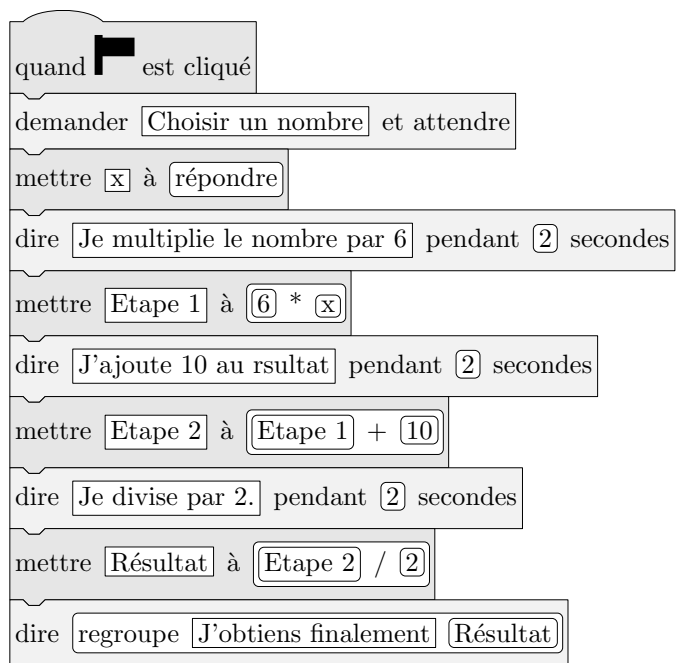 quand est cliqué
demander Choisir un nombre et attendre
mettre x à répondre
dire Je multiplie le nombre par 6 pendant 2 secondes
mettre Etape 1 à 6 * x
dire J'ajoute 10 au rsultat pendant 2 secondes
mettre Etape 2 à Etape 1 + 10
dire Je divise par 2. pendant 2 secondes
mettre Résultat à Etape 2 / 2
dire regroupe J'obtiens finalement Résultat